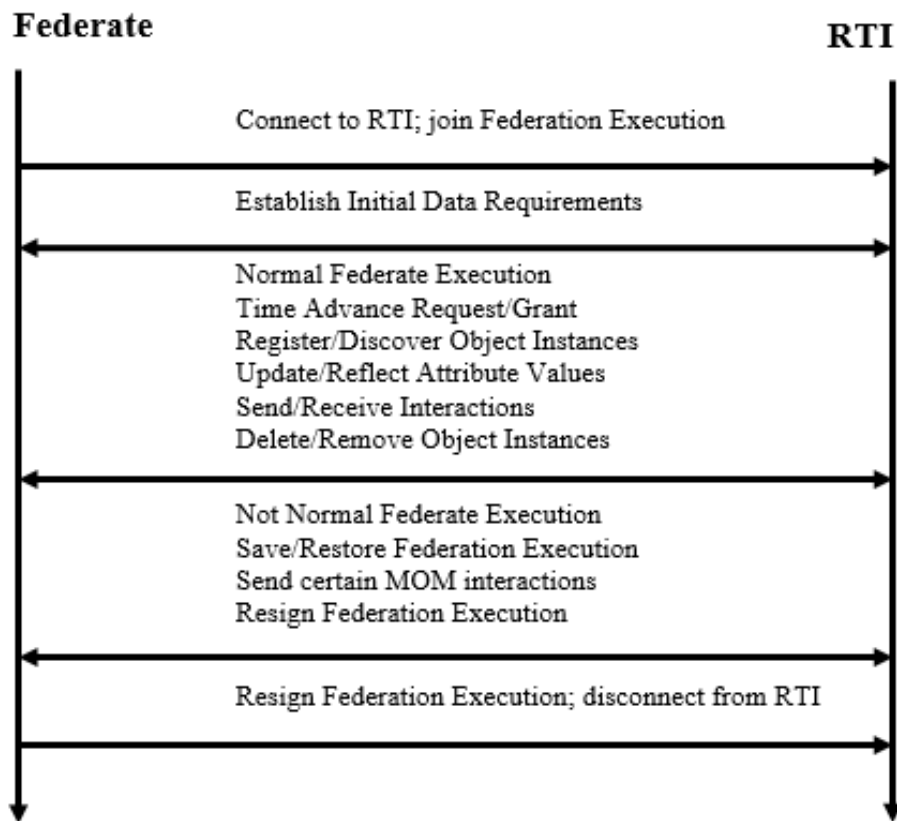 Federate
RTI
Connect to RTI; join Federation Execution
Establish Initial Data Requirements
Normal Federate Execution
Time Advance Request/Grant
Register/Discover Object Instances
Update/Reflect Attribute Values
Send/Receive Interactions
Delete/Remove Object Instances
Not Normal Federate Execution
Save/Restore Federation Execution
Send certain MOM interactions
Resign Federation Execution
Resign Federation Execution; disconnect from RTI